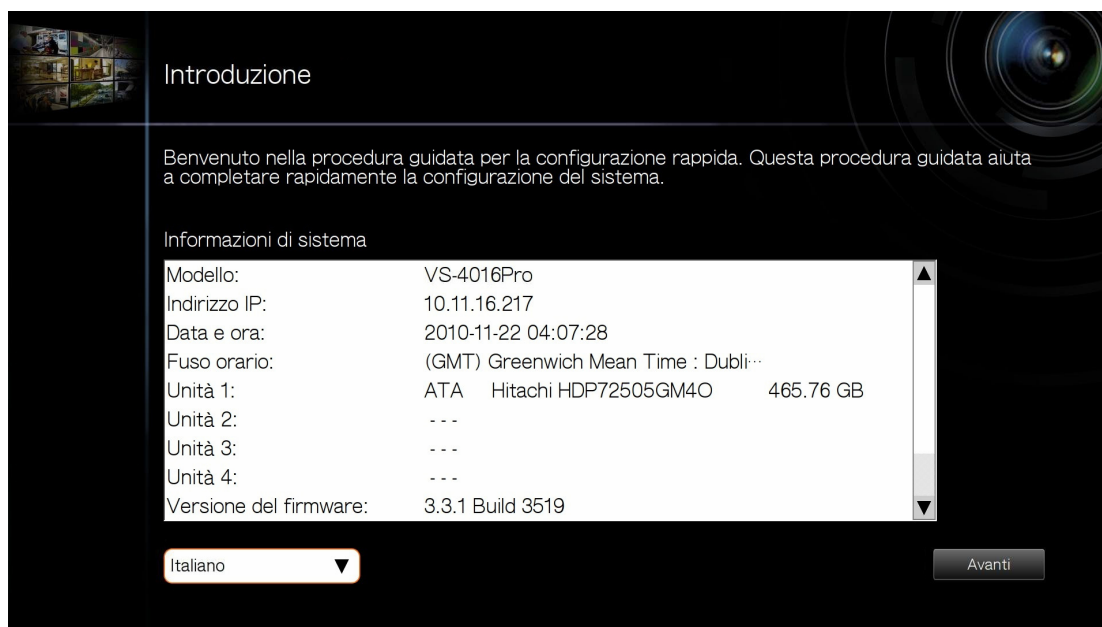 Introduzione
Benvenuto nella procedura guidata per la configurazione rappida. Questa procedura guidata aiuta
a completare rapidamente la configurazione del sistema.
Informazioni di sistema
Modello: VS-4016Pro
Indirizzo IP: 10.11.16.217
Data e ora: 2010-11-22 04:07:28
Fuso orario: (GMT) Greenwich Mean Time : Dubli…
Unità 1: ATA Hitachi HDP72505GM4O 465.76 GB
Unità 2: - - -
Unità 3: - - -
Unità 4: - - -
Versione del firmware: 3.3.1 Build 3519
Italiano ▼
Avanti